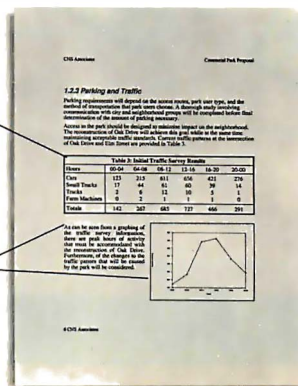 CNS Associates
Commercial Park Proposal
1.2.3 Parking and Traffic
Parking requirements will depend on the access routes, park user type, and the
method of transportation that park users choose. A thorough study involving
communication with city and neighborhood groups will be completed before final
determination of the amount of parking necessary.
Access to the park should be designed to minimize impact on the neighborhood.
The reconstruction of Oak Drive will achieve this goal while at the same time
maintaining acceptable traffic standards. Current traffic patterns at the intersection
of Oak Drive and Elm Street are provided in Table 3.
Table 3: Initial Traffic Survey Results
Hours 00-04 04-08 08-12 12-16 16-20 20-00
Cars 123 215 611 656 421 276
Small Trucks 17 44 61 60 39 14
Trucks 2 6 12 10 5 1
Farm Machines 0 2 1 1 1 0
Totals 142 267 685 727 466 291
As can be seen from a graphing of
the traffic survey information,
there are peak hours of activity
that must be accommodated with
the reconstruction of Oak Drive.
Furthermore, of the changes to the
traffic pattern that will be caused
by the park will be considered.
6 CNS Associates